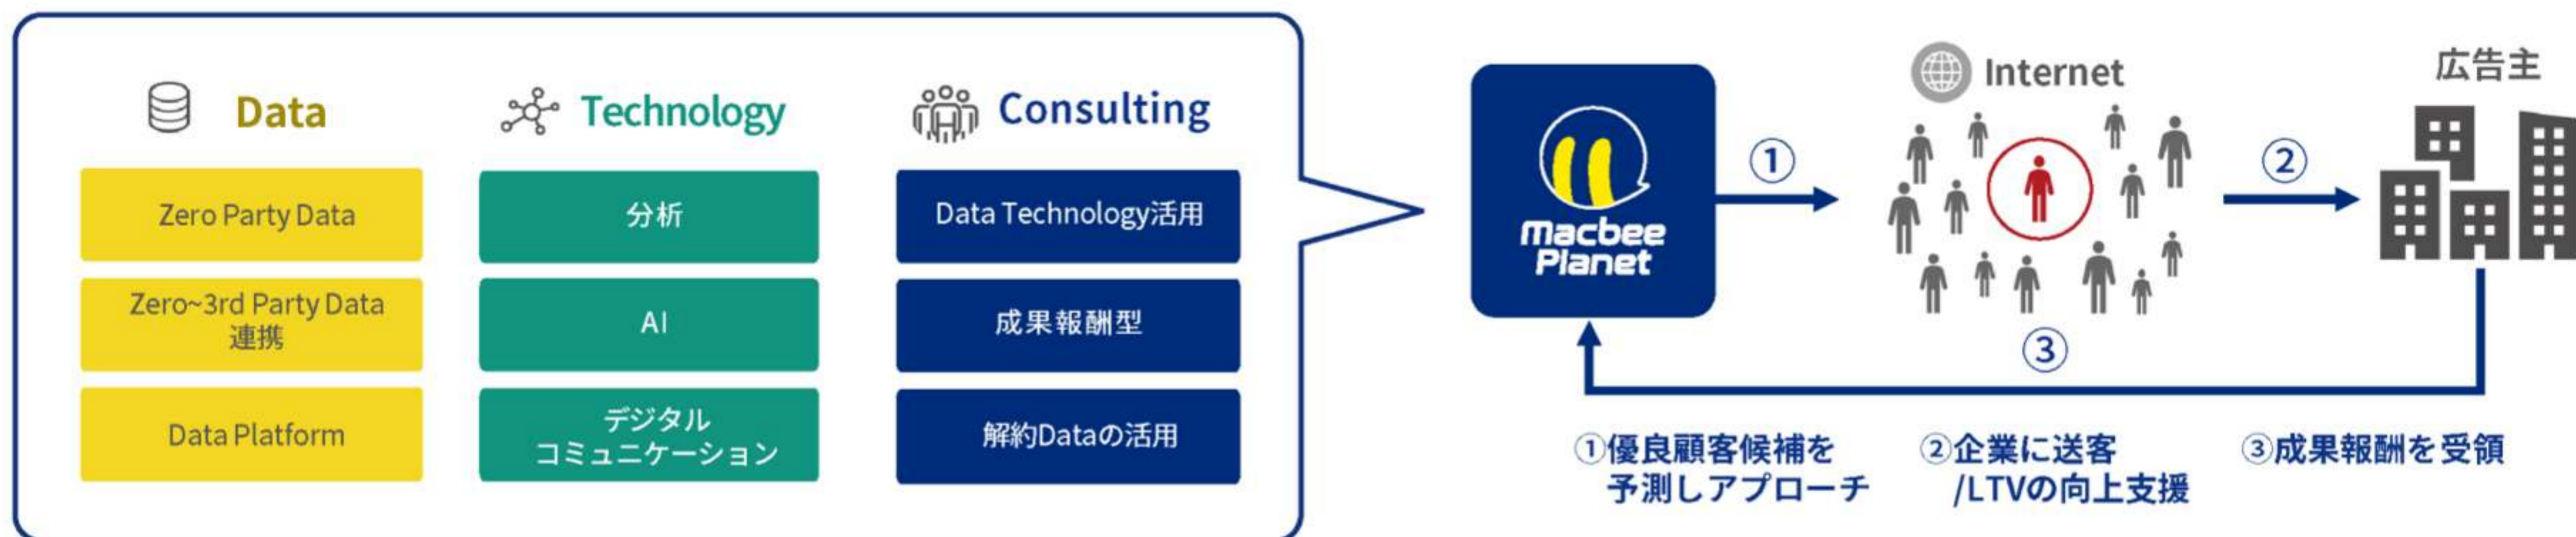 Data
Zero Party Data
Zero~3rd Party Data
連携
Data Platform
Technology
分析
AI
デジタル
コミュニケーション
Consulting
Data Technology活用
成果報酬型
解約Dataの活用
Macbee
Planet
①
Internet
②
広告主
③
①優良顧客候補を
予測しアプローチ
②企業に送客
/LTVの向上支援
③成果報酬を受領